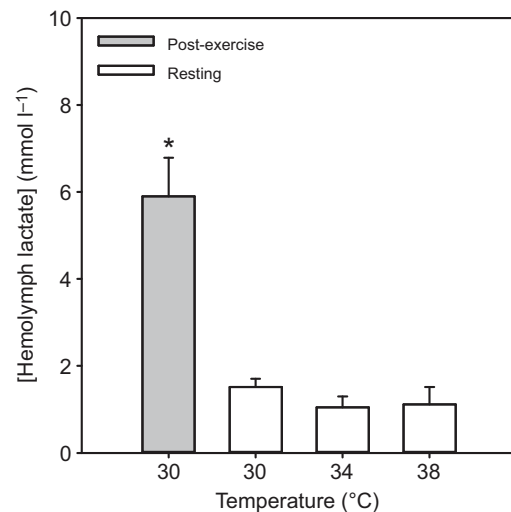 10
Post-exercise
Resting
8
*
6
4
2
0
30 30 34 38
Temperature (°C)
[Hemolymph lactate] (mmol l⁻¹)